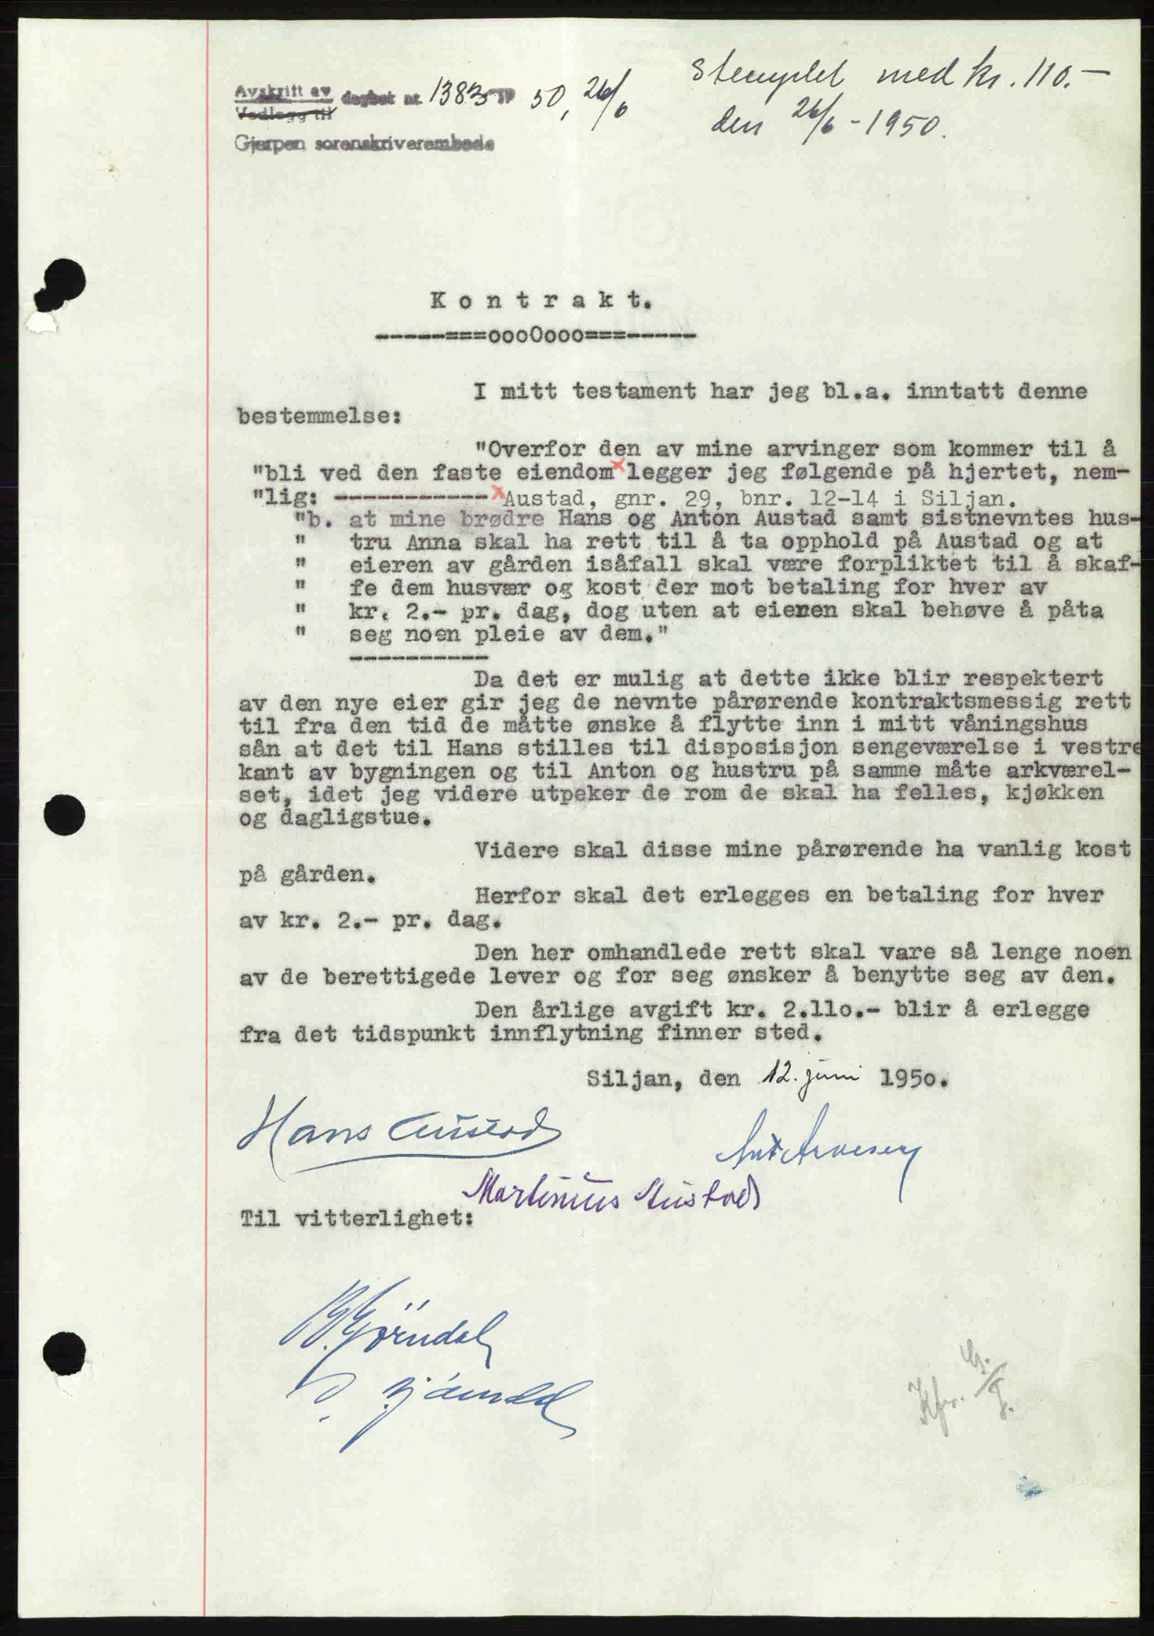 Avskrift av
Vedlegg til
dagbok nr 1383 19 50, 26/6
Gjerpen sorenskriverembede
Stemplet med kr. 110.-
den 26/6 - 1950.
K o n t r a k t.
-----===oooOooo===-----
I mitt testament har jeg bl.a. inntatt denne
bestemmelse:
"Overfor den av mine arvinger som kommer til å
"bli ved den faste eiendom x legger jeg følgende på hjertet, nem-
"lig: ----------- x Austad, gnr. 29, bnr. 12-14 i Siljan.
"b. at mine brødre Hans og Anton Austad samt sistnevntes hus-
" tru Anna skal ha rett til å ta opphold på Austad og at
" eieren av gården isåfall skal være forpliktet til å skaf-
" fe dem husvær og kost der mot betaling for hver av
" kr. 2.- pr. dag, dog uten at eieren skal behøve å påta
" seg noen pleie av dem."
----------
Da det er mulig at dette ikke blir respektert
av den nye eier gir jeg de nevnte pårørende kontraktsmessig rett
til fra den tid de måtte ønske å flytte inn i mitt våningshus
sån at det til Hans stilles til disposisjon sengeværelse i vestre
kant av bygningen og til Anton og hustru på samme måte arkværel-
set, idet jeg videre utpeker de rom de skal ha felles, kjøkken
og dagligstue.
Videre skal disse mine pårørende ha vanlig kost
på gården.
Herfor skal det erlegges en betaling for hver
av kr. 2.- pr. dag.
Den her omhandlede rett skal vare så lenge noen
av de berettigede lever og for seg ønsker å benytte seg av den.
Den årlige avgift kr. 2.11o.- blir å erlegge
fra det tidspunkt innflytning finner sted.
Siljan, den 12. juni 195o.
Hans Austad
Martinius Austad
Til vitterlighet:
Kfr.